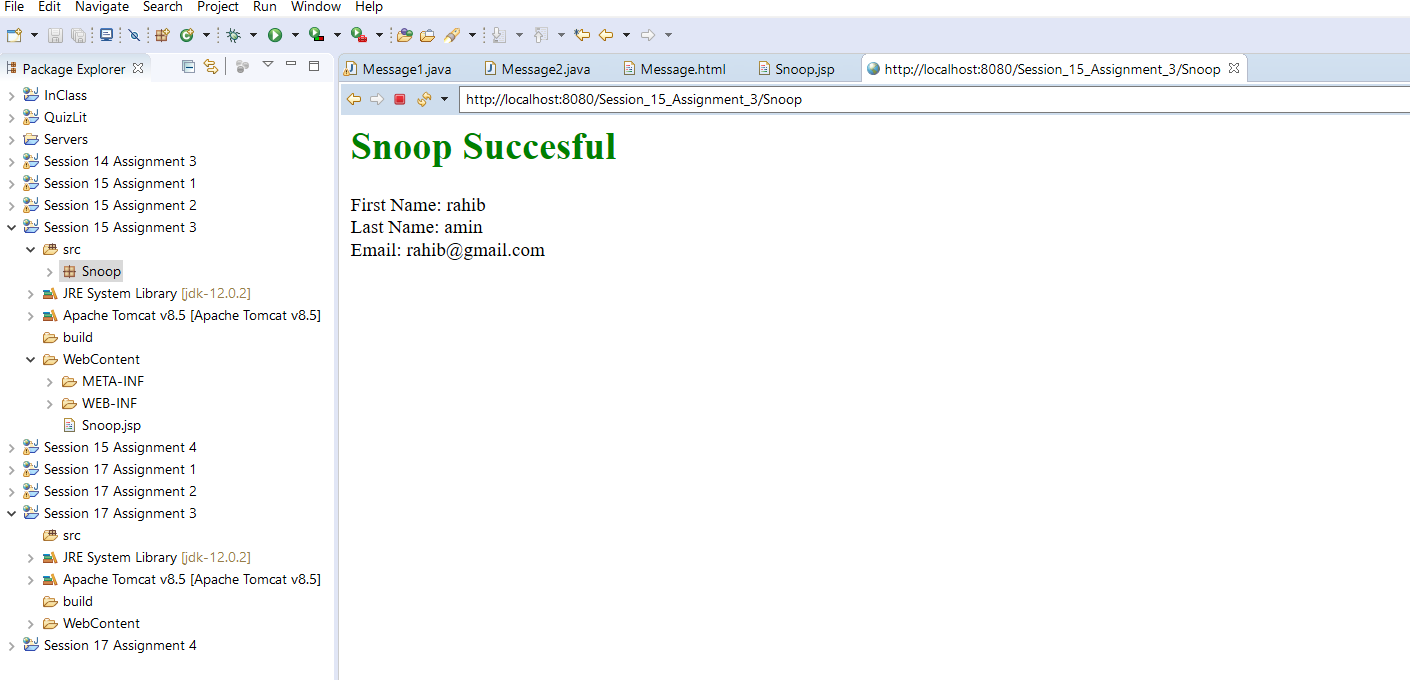 File Edit Navigate Search Project Run Window Help
Package Explorer
InClass
QuizLit
Servers
Session 14 Assignment 3
Session 15 Assignment 1
Session 15 Assignment 2
Session 15 Assignment 3
src
Snoop
JRE System Library [jdk-12.0.2]
Apache Tomcat v8.5 [Apache Tomcat v8.5]
build
WebContent
META-INF
WEB-INF
Snoop.jsp
Session 15 Assignment 4
Session 17 Assignment 1
Session 17 Assignment 2
Session 17 Assignment 3
src
JRE System Library [jdk-12.0.2]
Apache Tomcat v8.5 [Apache Tomcat v8.5]
build
WebContent
Session 17 Assignment 4
Message1.java Message2.java Message.html Snoop.jsp http://localhost:8080/Session_15_Assignment_3/Snoop
http://localhost:8080/Session_15_Assignment_3/Snoop
Snoop Succesful
First Name: rahib
Last Name: amin
Email: rahib@gmail.com